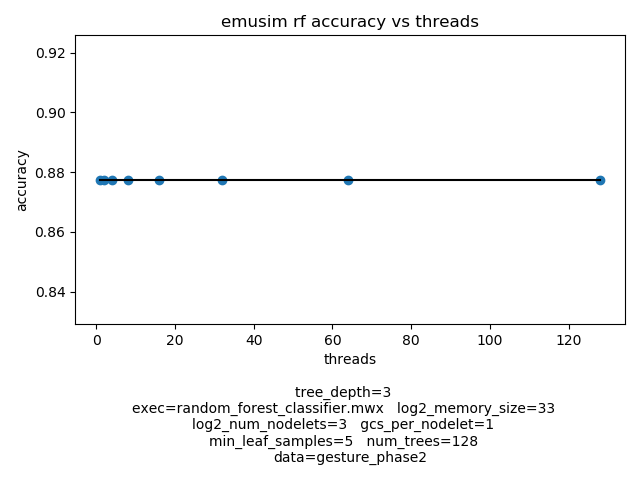 emusim rf accuracy vs threads
0.92
0.90
0.88
0.86
0.84
accuracy
0 20 40 60 80 100 120
threads
tree_depth=3
exec=random_forest_classifier.mwx log2_memory_size=33
log2_num_nodelets=3 gcs_per_nodelet=1
min_leaf_samples=5 num_trees=128
data=gesture_phase2